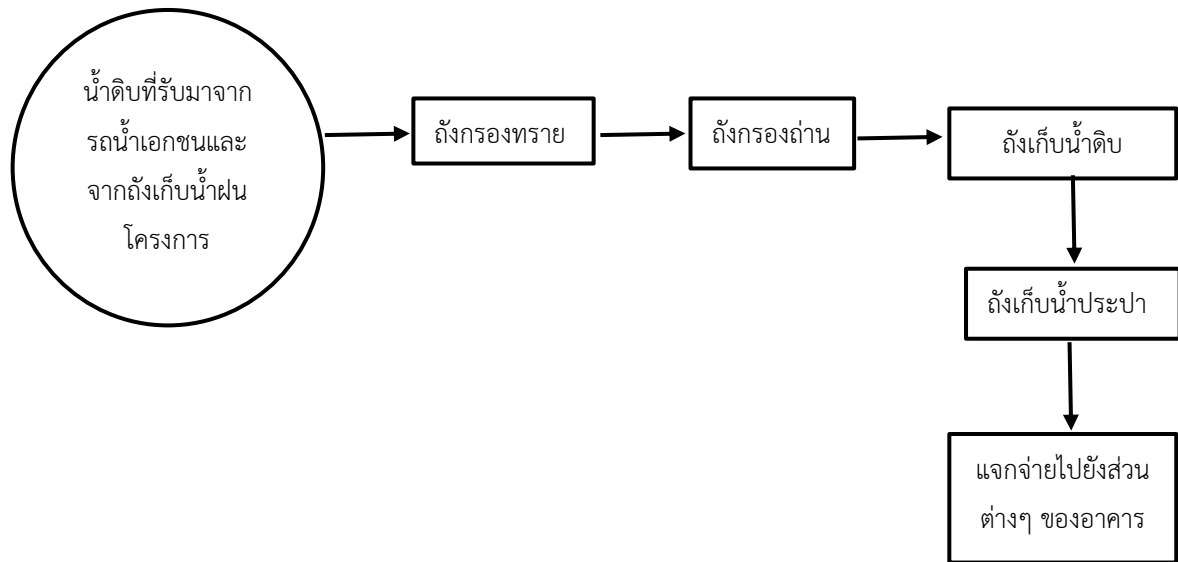 น้ำดิบที่รับมาจาก
รถน้ำเอกชนและ
จากถังเก็บน้ำฝน
โครงการ
ถังกรองทราย
ถังกรองถ่าน
ถังเก็บน้ำดิบ
ถังเก็บน้ำประปา
แจกจ่ายไปยังส่วน
ต่างๆ ของอาคาร